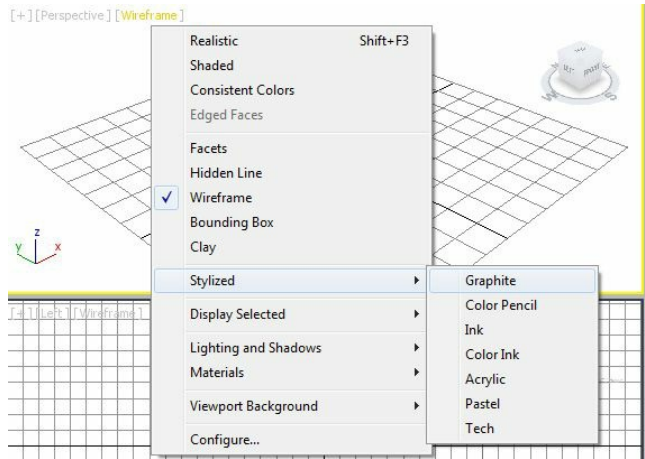 [+] [Perspective] [Wireframe]
Realistic Shift+F3
Shaded
Consistent Colors
Edged Faces
Facets
Hidden Line
Wireframe
Bounding Box
Clay
z
y x
Stylized
Graphite
Color Pencil
Ink
Color Ink
Acrylic
Pastel
Tech
[+] [Left] [Wireframe]
Display Selected
Lighting and Shadows
Materials
Viewport Background
Configure...